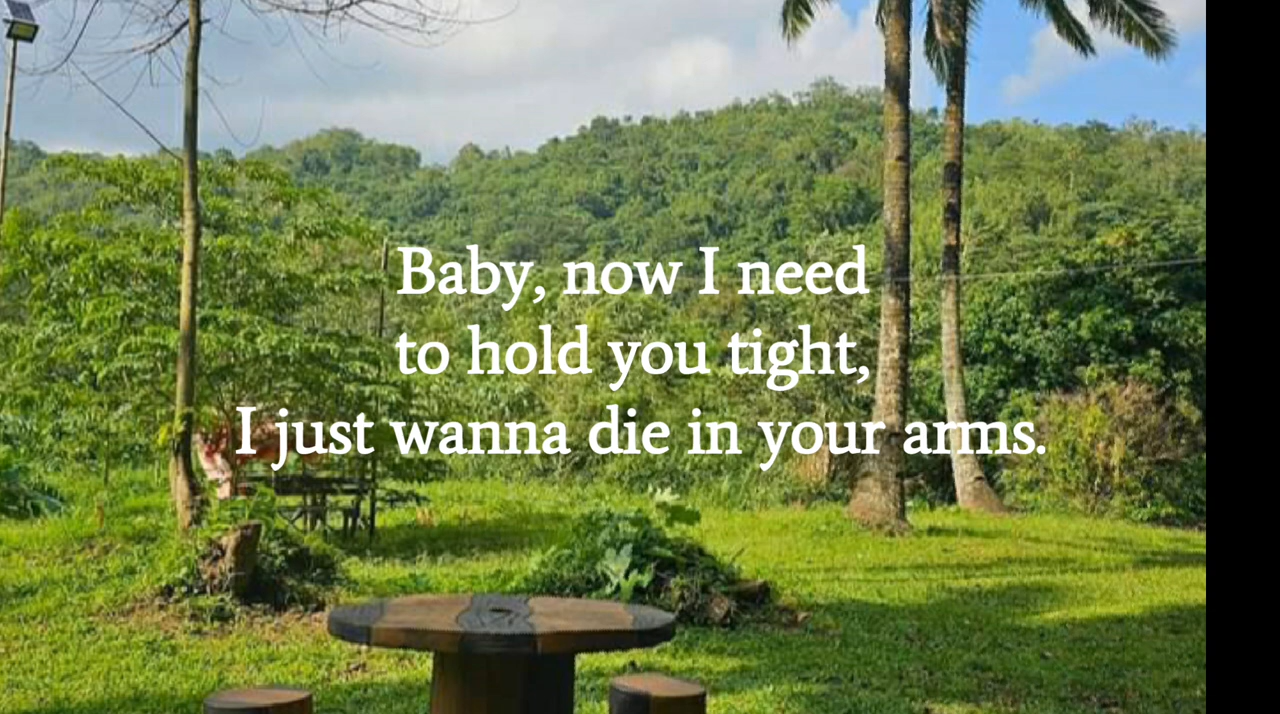 Baby, now I need
to hold you tight,
I just wanna die in your arms.